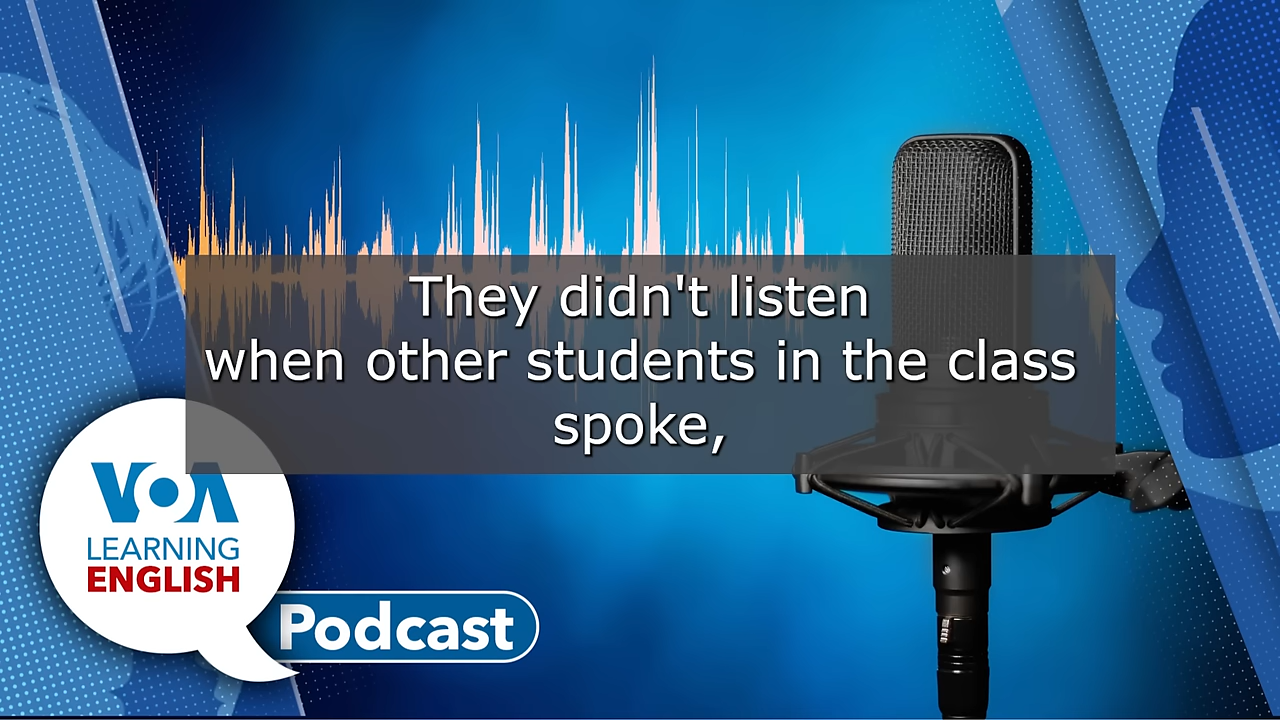 They didn't listen
when other students in the class
spoke,
VOA
LEARNING
ENGLISH
Podcast